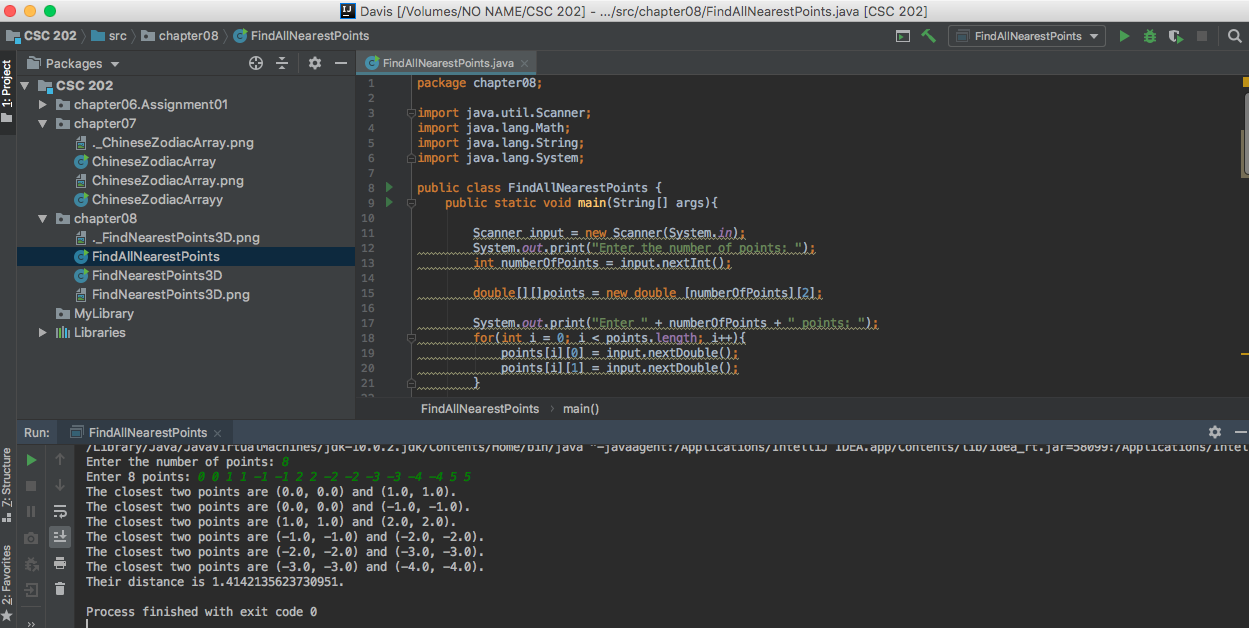 Davis [/Volumes/NO NAME/CSC 202] - .../src/chapter08/FindAllNearestPoints.java [CSC 202]
CSC 202 src chapter08 FindAllNearestPoints
FindAllNearestPoints
1: Project
Packages
CSC 202
chapter06.Assignment01
chapter07
._ChineseZodiacArray.png
ChineseZodiacArray
ChineseZodiacArray.png
ChineseZodiacArrayy
chapter08
._FindNearestPoints3D.png
FindAllNearestPoints
FindNearestPoints3D
FindNearestPoints3D.png
MyLibrary
Libraries
FindAllNearestPoints.java
1 package chapter08;
2
3 import java.util.Scanner;
4 import java.lang.Math;
5 import java.lang.String;
6 import java.lang.System;
7
8 public class FindAllNearestPoints {
9 public static void main(String[] args){
10
11 Scanner input = new Scanner(System.in);
12 System.out.print("Enter the number of points: ");
13 int numberOfPoints = input.nextInt();
14
15 double[][]points = new double [numberOfPoints][2];
16
17 System.out.print("Enter " + numberOfPoints + " points: ");
18 for(int i = 0; i < points.length; i++){
19 points[i][0] = input.nextDouble();
20 points[i][1] = input.nextDouble();
21 }
22
FindAllNearestPoints main()
Run: FindAllNearestPoints
/Library/Java/JavaVirtualMachines/jdk-10.0.2.jdk/Contents/Home/bin/java "-javaagent:/Applications/IntelliJ IDEA.app/Contents/lib/idea_rt.jar=58099:/Applications/Intel
Enter the number of points: 8
Enter 8 points: 0 0 1 1 -1 -1 2 2 -2 -2 -3 -3 -4 -4 5 5
The closest two points are (0.0, 0.0) and (1.0, 1.0).
The closest two points are (0.0, 0.0) and (-1.0, -1.0).
The closest two points are (1.0, 1.0) and (2.0, 2.0).
The closest two points are (-1.0, -1.0) and (-2.0, -2.0).
The closest two points are (-2.0, -2.0) and (-3.0, -3.0).
The closest two points are (-3.0, -3.0) and (-4.0, -4.0).
Their distance is 1.4142135623730951.
Process finished with exit code 0
Z: Structure
2: Favorites